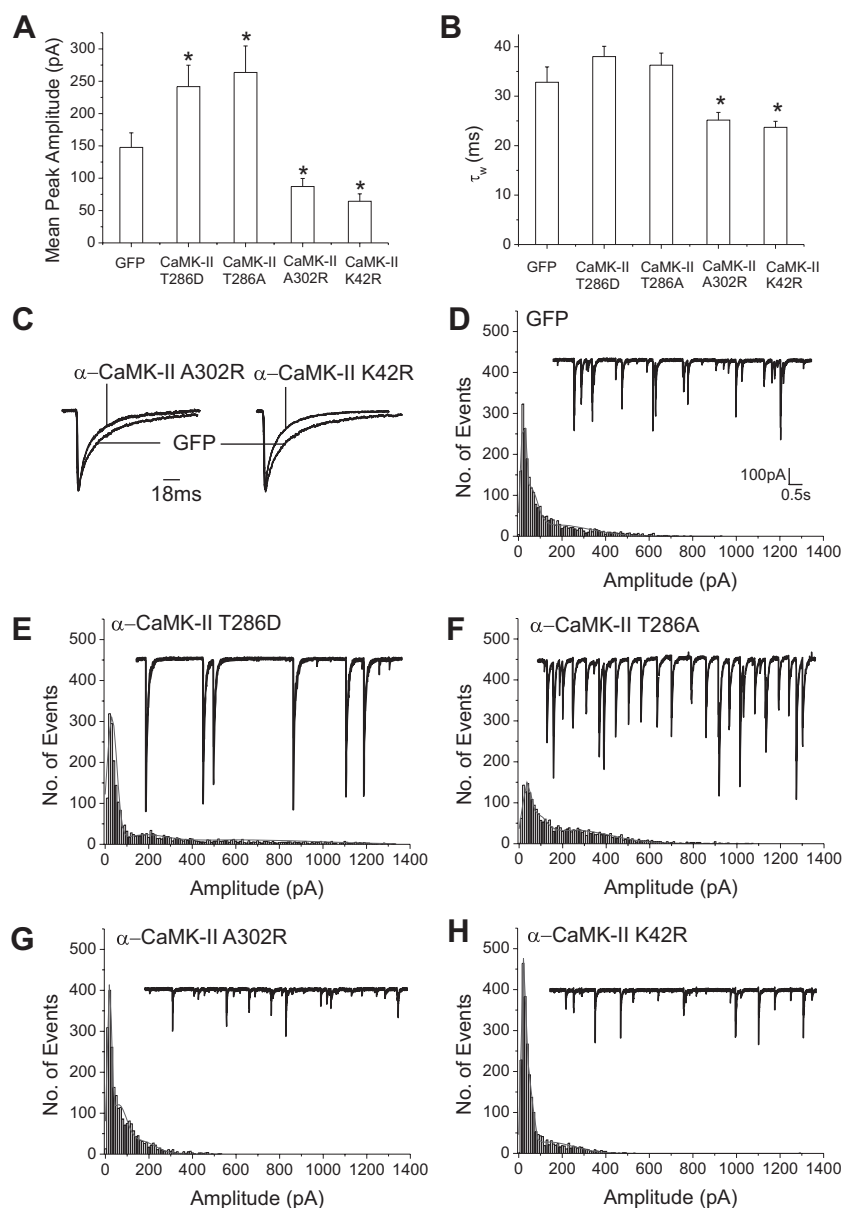 A
Mean Peak Amplitude (pA)
300
250
200
150
100
50
0
*
*
*
*
GFP
CaMK-II T286D
CaMK-II T286A
CaMK-II A302R
CaMK-II K42R
B
τw (ms)
40
30
20
10
0
*
*
GFP
CaMK-II T286D
CaMK-II T286A
CaMK-II A302R
CaMK-II K42R
C
α–CaMK-II A302R
α–CaMK-II K42R
GFP
18ms
D
GFP
No. of Events
500
400
300
200
100
0
100pA
0.5s
0 200 400 600 800 1000 1200 1400
Amplitude (pA)
E
α–CaMK-II T286D
No. of Events
500
400
300
200
100
0
0 200 400 600 800 1000 1200 1400
Amplitude (pA)
F
α–CaMK-II T286A
No. of Events
500
400
300
200
100
0
0 200 400 600 800 1000 1200 1400
Amplitude (pA)
G
α–CaMK-II A302R
No. of Events
500
400
300
200
100
0
0 200 400 600 800 1000 1200 1400
Amplitude (pA)
H
α–CaMK-II K42R
No. of Events
500
400
300
200
100
0
0 200 400 600 800 1000 1200 1400
Amplitude (pA)